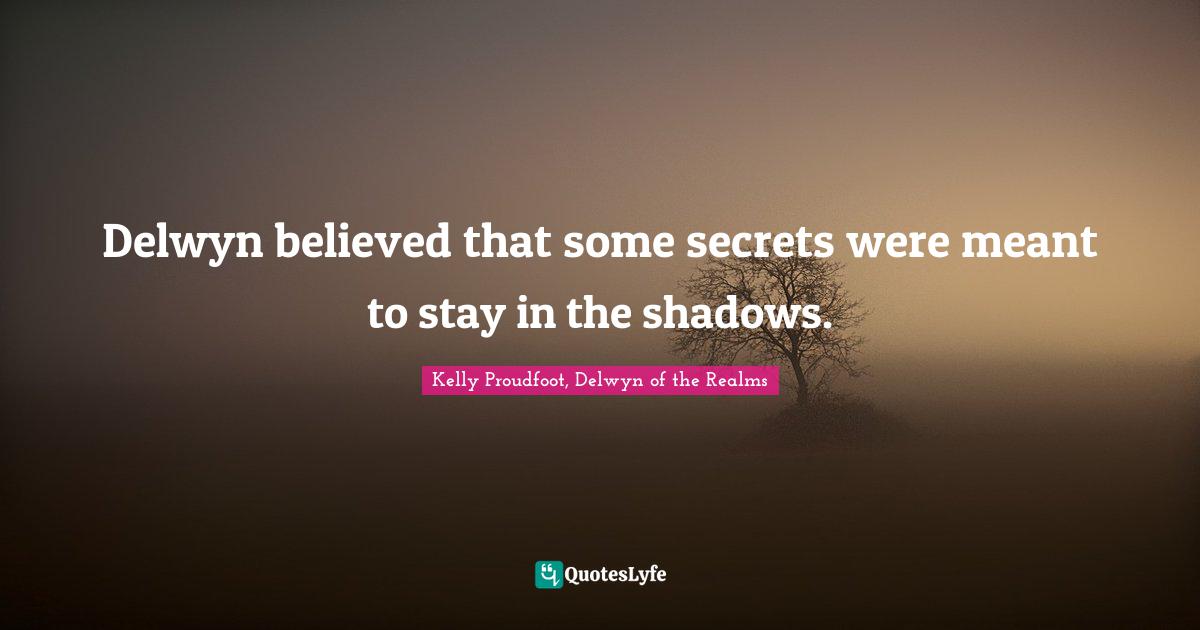 Delwyn believed that some secrets were meant
to stay in the shadows.
Kelly Proudfoot, Delwyn of the Realms
QuotesLyfe